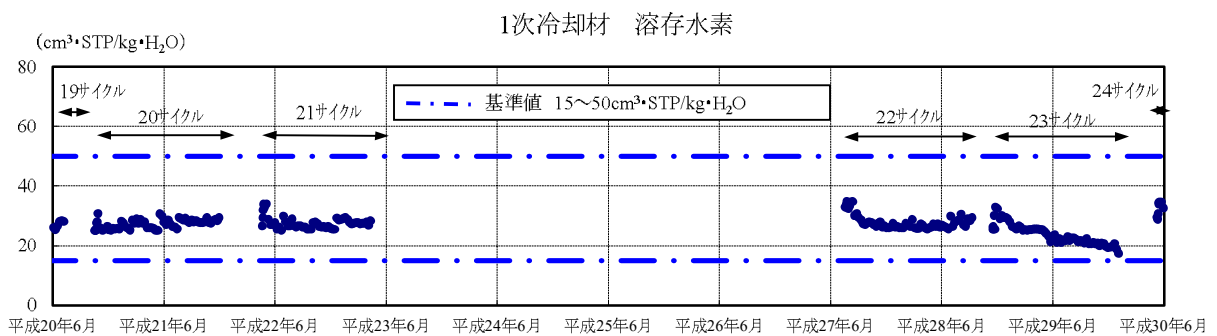 1次冷却材　溶存水素
(cm³・STP/kg・H₂O)
80
60
40
20
0
19サイクル
20サイクル
21サイクル
基準値 15～50cm³・STP/kg・H₂O
22サイクル
23サイクル
24サイクル
平成20年6月 平成21年6月 平成22年6月 平成23年6月 平成24年6月 平成25年6月 平成26年6月 平成27年6月 平成28年6月 平成29年6月 平成30年6月